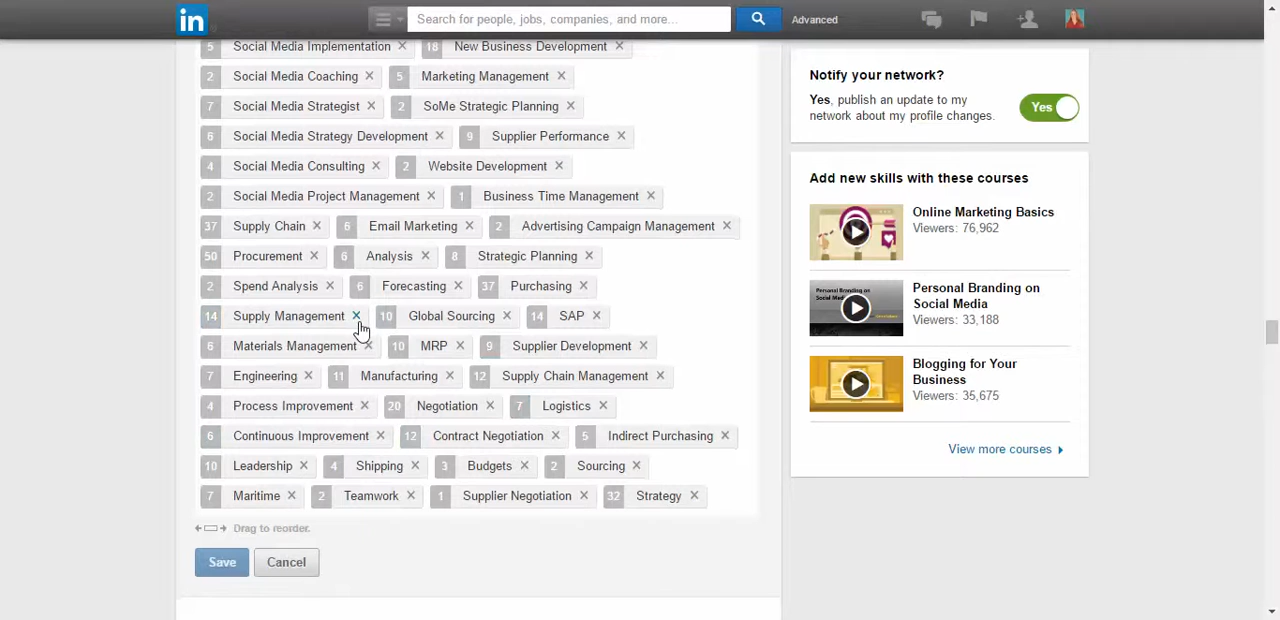 in Search for people, jobs, companies, and more... Advanced
5 Social Media Implementation × 18 New Business Development ×
2 Social Media Coaching × 5 Marketing Management ×
7 Social Media Strategist × 2 SoMe Strategic Planning ×
6 Social Media Strategy Development × 9 Supplier Performance ×
4 Social Media Consulting × 2 Website Development ×
2 Social Media Project Management × 1 Business Time Management ×
37 Supply Chain × 6 Email Marketing × 2 Advertising Campaign Management ×
50 Procurement × 6 Analysis × 8 Strategic Planning ×
2 Spend Analysis × 6 Forecasting × 37 Purchasing ×
14 Supply Management × 10 Global Sourcing × 14 SAP ×
6 Materials Management × 10 MRP × 9 Supplier Development ×
7 Engineering × 11 Manufacturing × 12 Supply Chain Management ×
4 Process Improvement × 20 Negotiation × 7 Logistics ×
6 Continuous Improvement × 12 Contract Negotiation × 5 Indirect Purchasing ×
10 Leadership × 4 Shipping × 3 Budgets × 2 Sourcing ×
7 Maritime × 2 Teamwork × 1 Supplier Negotiation × 32 Strategy ×
Drag to reorder.
Save Cancel
Notify your network?
Yes, publish an update to my
network about my profile changes.
Yes
Add new skills with these courses
Online Marketing Basics
Viewers: 76,962
Personal Branding on
Social Media
Viewers: 33,188
Personal Branding on
Social Media
Blogging for Your
Business
Viewers: 35,675
View more courses